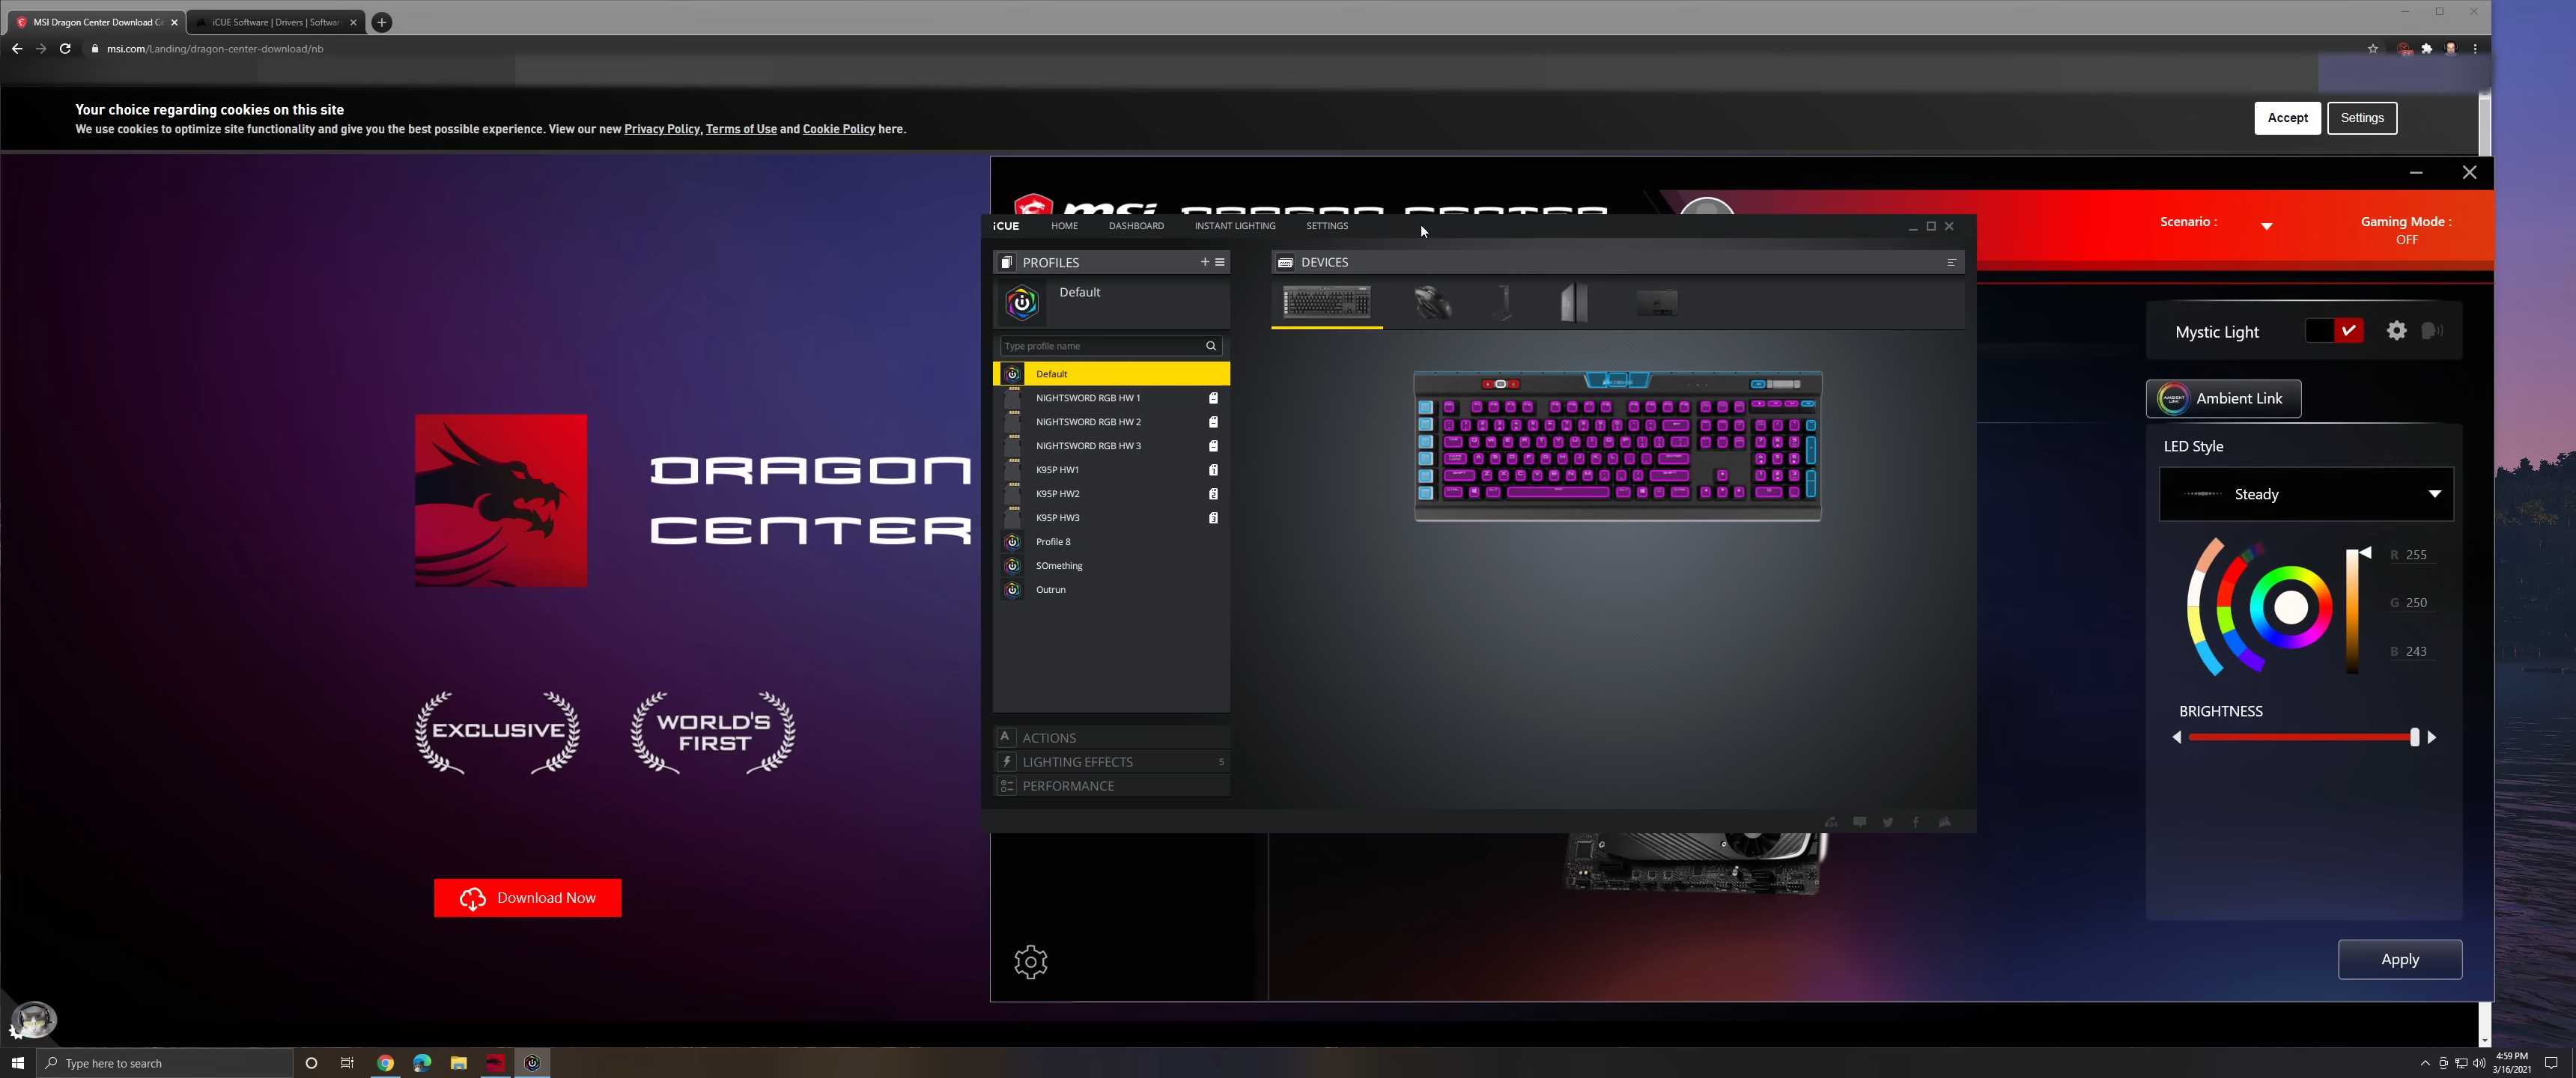 MSI Dragon Center Download Ce
iCUE Software | Drivers | Softwar
msi.com/Landing/dragon-center-download/nb
Your choice regarding cookies on this site
We use cookies to optimize site functionality and give you the best possible experience. View our new Privacy Policy, Terms of Use and Cookie Policy here.
Accept
Settings
msi DRAGON CENTER
Scenario :
Gaming Mode :
OFF
iCUE
HOME
DASHBOARD
INSTANT LIGHTING
SETTINGS
PROFILES
DEVICES
Default
Type profile name
Default
NIGHTSWORD RGB HW 1
NIGHTSWORD RGB HW 2
NIGHTSWORD RGB HW 3
K95P HW1
K95P HW2
K95P HW3
Profile 8
SOmething
Outrun
ACTIONS
LIGHTING EFFECTS 5
PERFORMANCE
Mystic Light
Ambient Link
LED Style
Steady
R 255
G 250
B 243
BRIGHTNESS
Apply
DRAGON
CENTER
EXCLUSIVE
WORLD'S
FIRST
Download Now
Type here to search
4:59 PM
3/16/2021